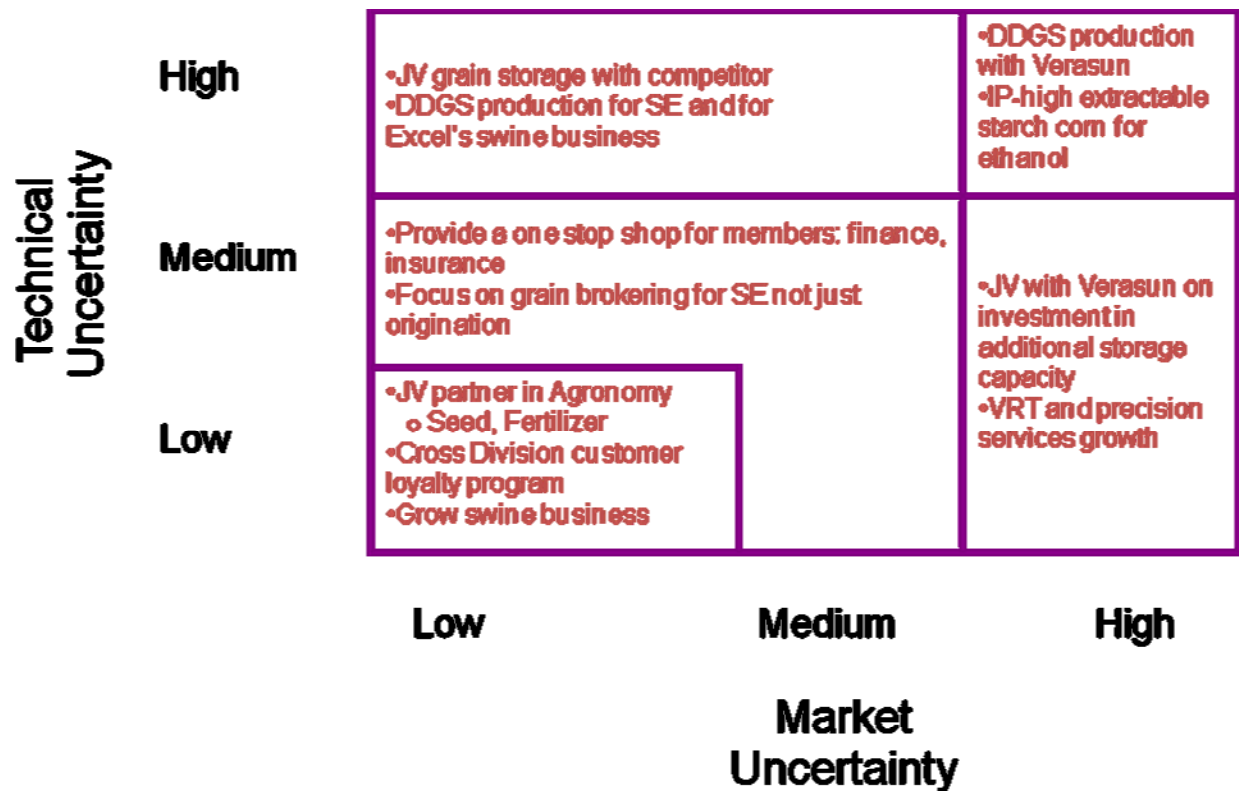 Technical
Uncertainty
High
•JV grain storage with competitor
•DDGS production for SE and for
Excel's swine business
•DDGS production
with Verasun
•IP-high extractable
starch corn for
ethanol
Medium
•Provide a one stop shop for members: finance,
insurance
•Focus on grain brokering for SE not just
origination
•JV with Verasun on
investment in
additional storage
capacity
•VRT and precision
services growth
Low
•JV partner in Agronomy
o Seed, Fertilizer
•Cross Division customer
loyalty program
•Grow swine business
Low
Medium
High
Market
Uncertainty